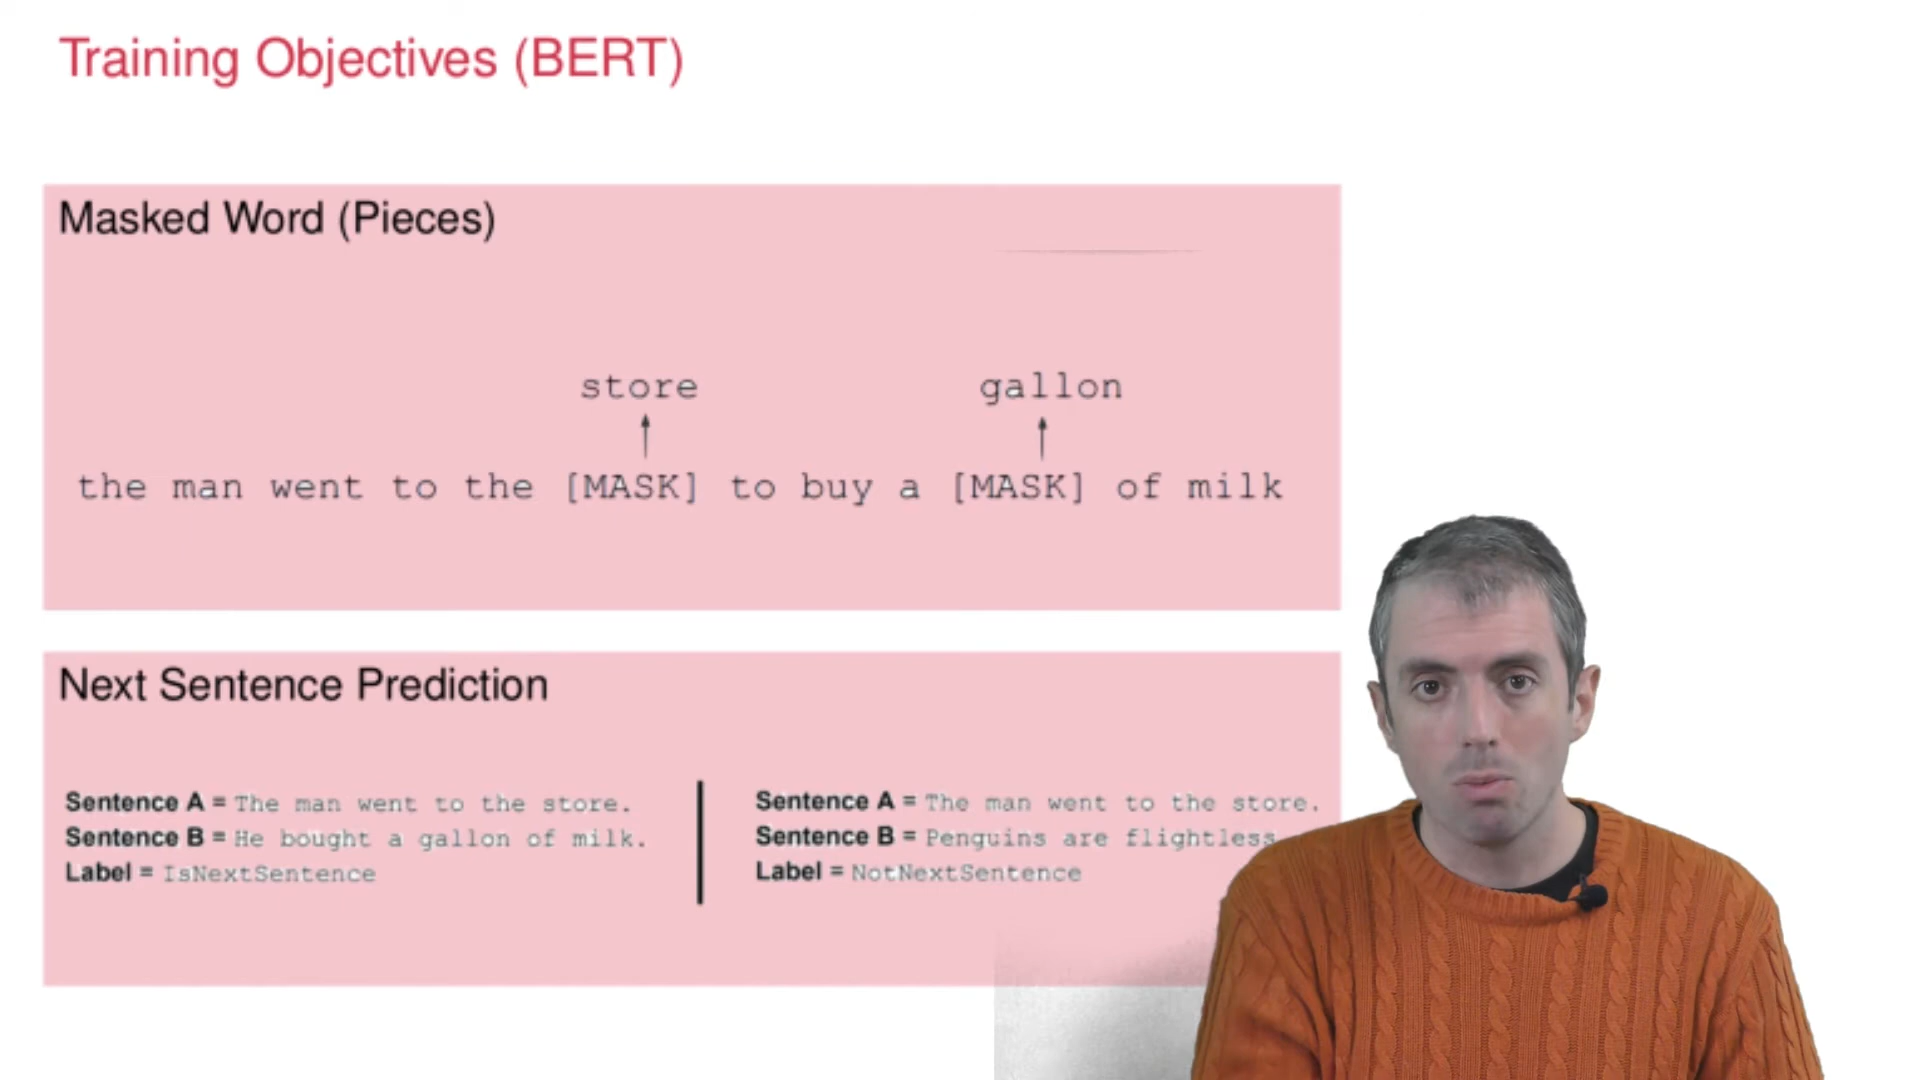 Training Objectives (BERT)
Masked Word (Pieces)
store gallon
the man went to the [MASK] to buy a [MASK] of milk
Next Sentence Prediction
Sentence A = The man went to the store.
Sentence B = He bought a gallon of milk.
Label = IsNextSentence
Sentence A = The man went to the store.
Sentence B = Penguins are flightless
Label = NotNextSentence